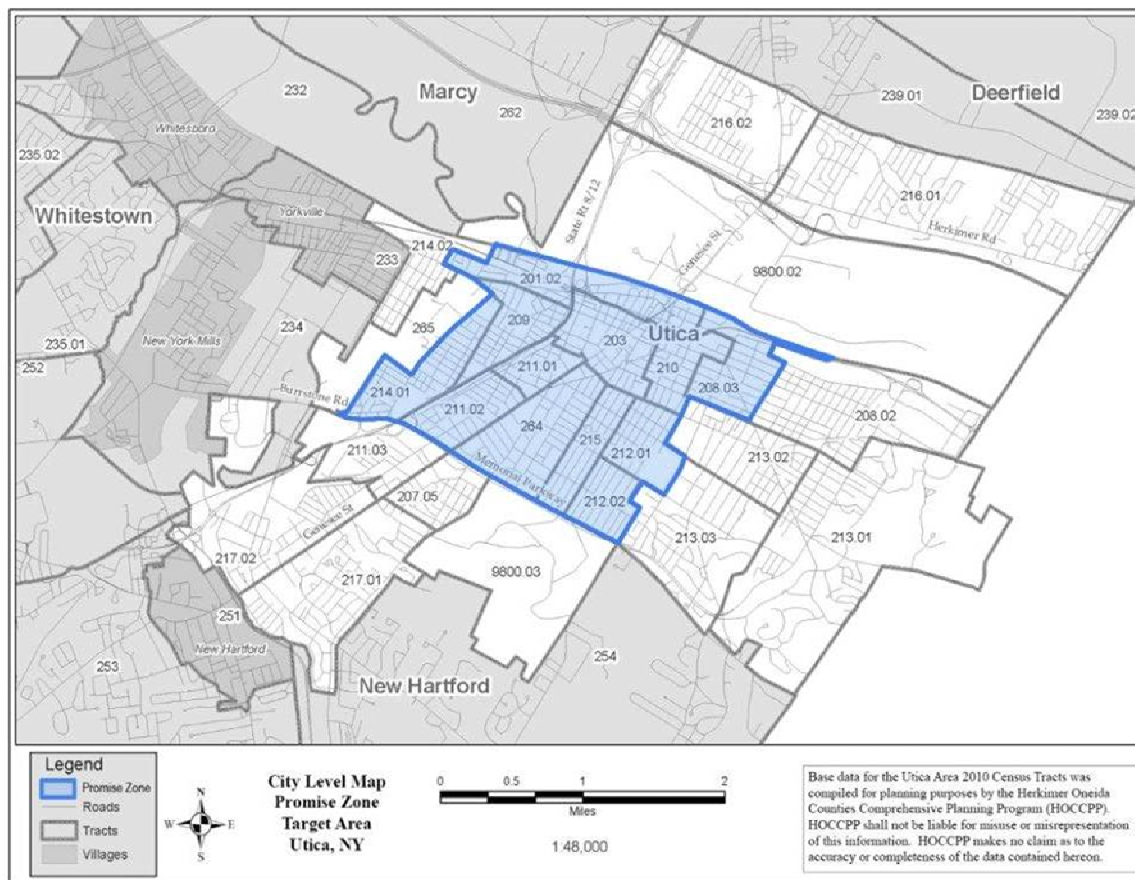 232
Marcy
262
239.01
Deerfield
239.02
216.02
Whitesboro
235.02
216.01
Whitestown
Yorkville
State Rt 8/12
Herkimer Rd
214.02
233
Genesee St
9800.02
201.02
265
209
234
New York Mills
235.01
203
Utica
252
211.01
210
208.03
Burrstone Rd
214.01
211.02
264
215
208.02
211.03
212.01
213.02
Memorial Parkway
207.05
212.02
Genesee St
213.03
213.01
217.02
217.01
9800.03
251
New Hartford
254
253
New Hartford
Legend
Promise Zone
Roads
Tracts
Villages
N
W
E
S
City Level Map
Promise Zone
Target Area
Utica, NY
0 0.5 1 2
Miles
1:48,000
Base data for the Utica Area 2010 Census Tracts was
compiled for planning purposes by the Herkimer Oneida
Counties Comprehensive Planning Program (HOCCPP).
HOCCPP shall not be liable for misuse or misrepresentation
of this information. HOCCPP makes no claim as to the
accuracy or completeness of the data contained hereon.